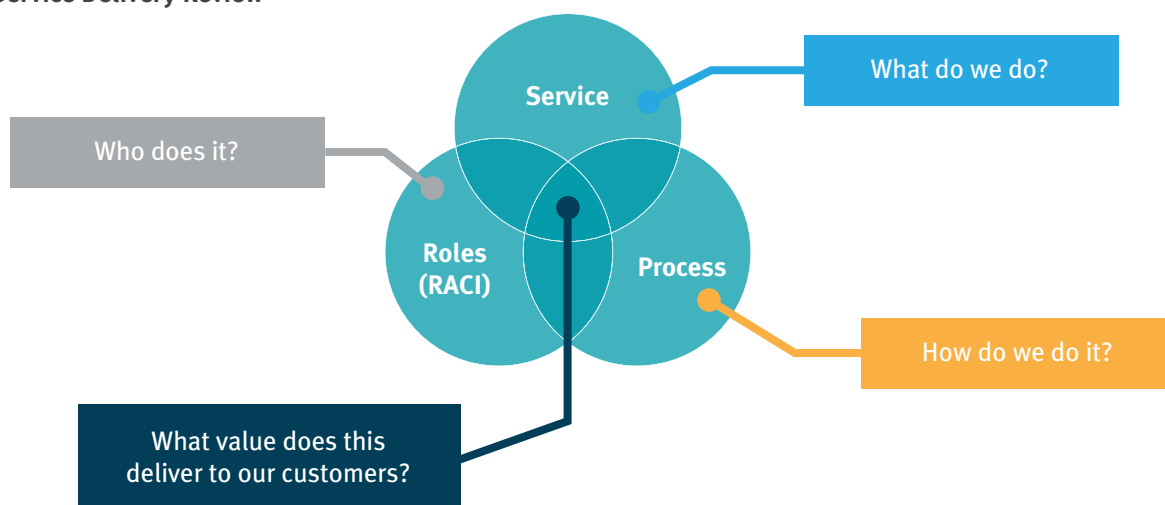 Service Delivery Review
Service
What do we do?
Who does it?
Roles
(RACI)
Process
How do we do it?
What value does this
deliver to our customers?